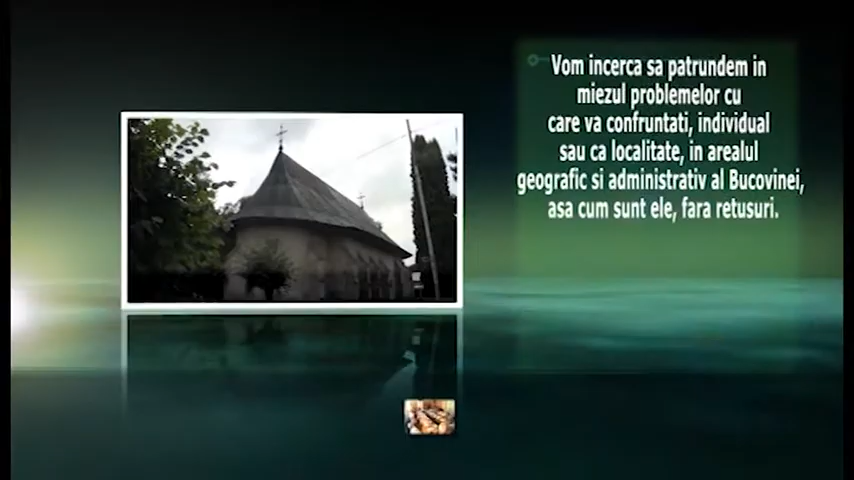 Vom incerca sa patrundem in
miezul problemelor cu
care va confruntati, individual
sau ca localitate, in arealul
geografic si administrativ al Bucovinei,
asa cum sunt ele, fara retusuri.